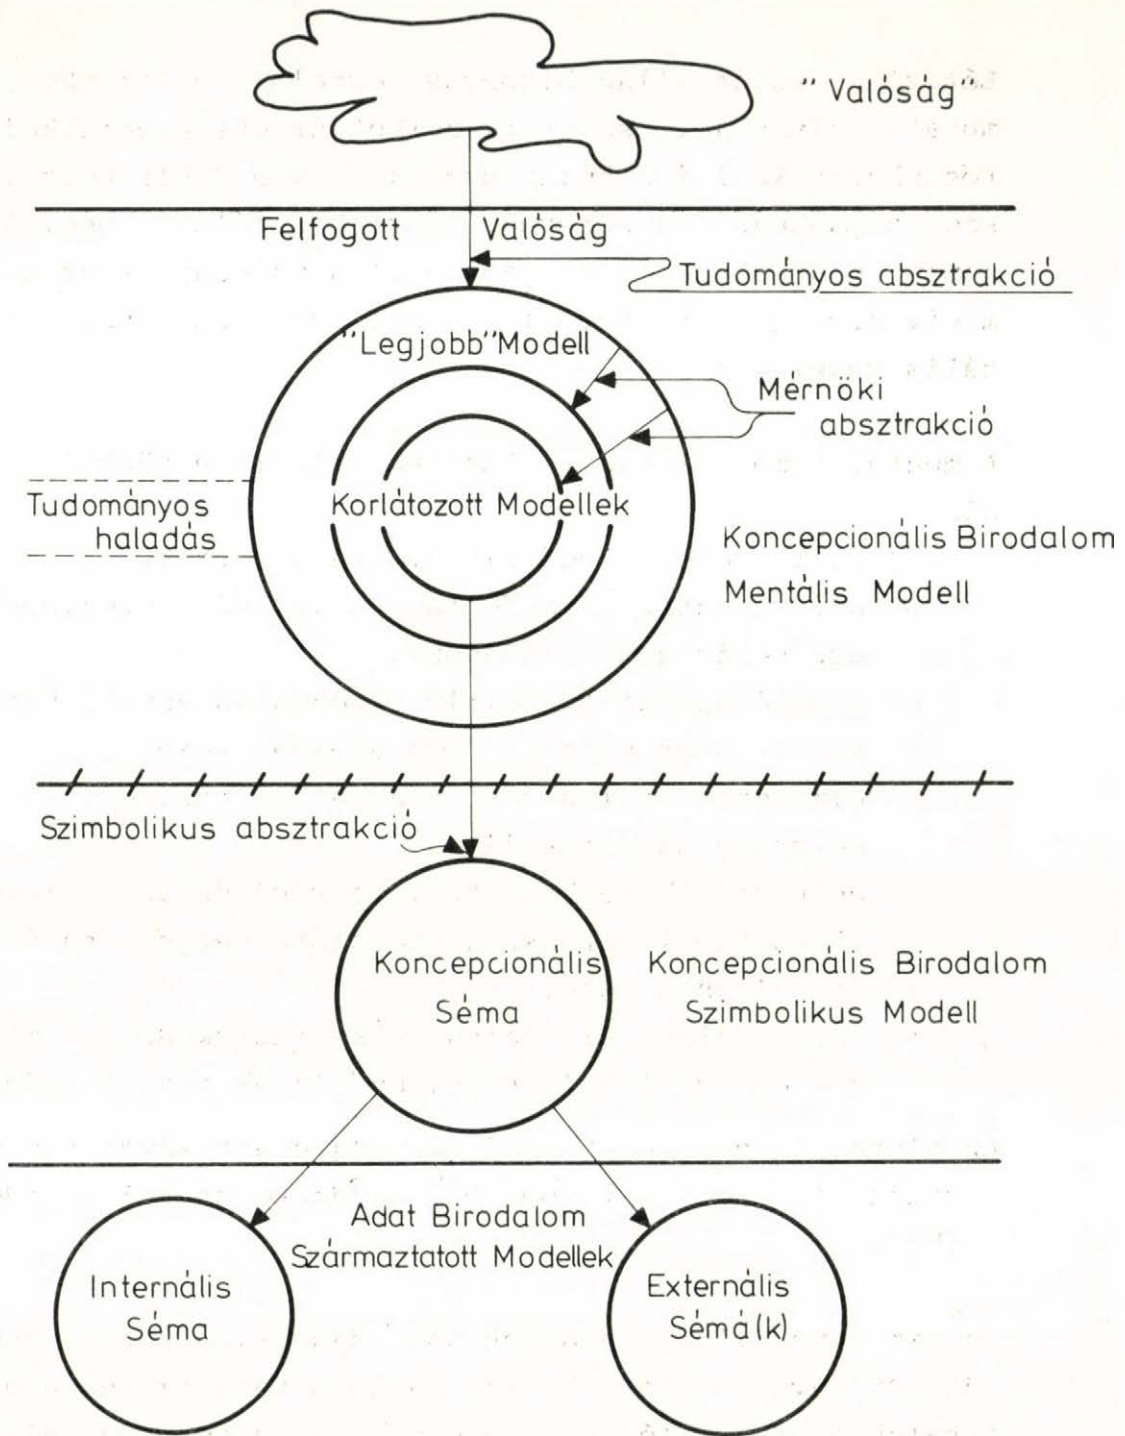 "Valóság"
Felfogott Valóság
Tudományos absztrakció
"Legjobb" Modell
Mérnöki
absztrakció
Korlátozott Modellek
Tudományos
haladás
Koncepcionális Birodalom
Mentális Modell
Szimbolikus absztrakció
Koncepcionális
Séma
Koncepcionális Birodalom
Szimbolikus Modell
Adat Birodalom
Származtatott Modellek
Internális
Séma
Externális
Sémá(k)